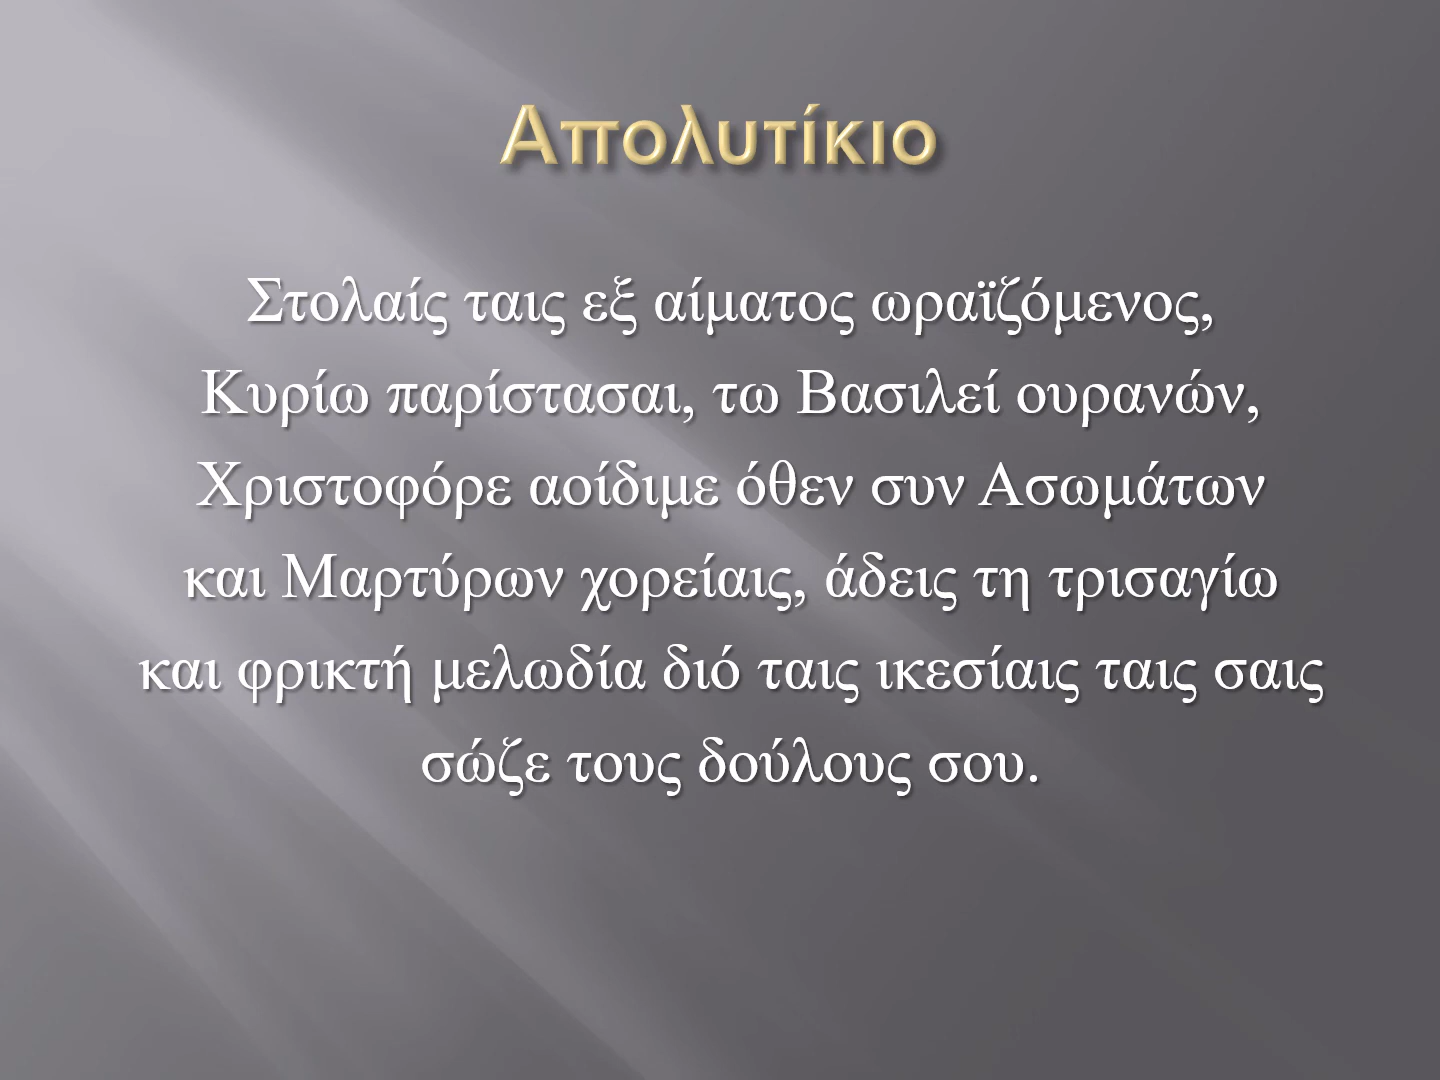 Απολυτίκιο
Στολαίς ταις εξ αίματος ωραϊζόμενος,
Κυρίω παρίστασαι, τω Βασιλεί ουρανών,
Χριστοφόρε αοίδιμε όθεν συν Ασωμάτων
και Μαρτύρων χορείαις, άδεις τη τρισαγίω
και φρικτή μελωδία διό ταις ικεσίαις ταις σαις
σώζε τους δούλους σου.